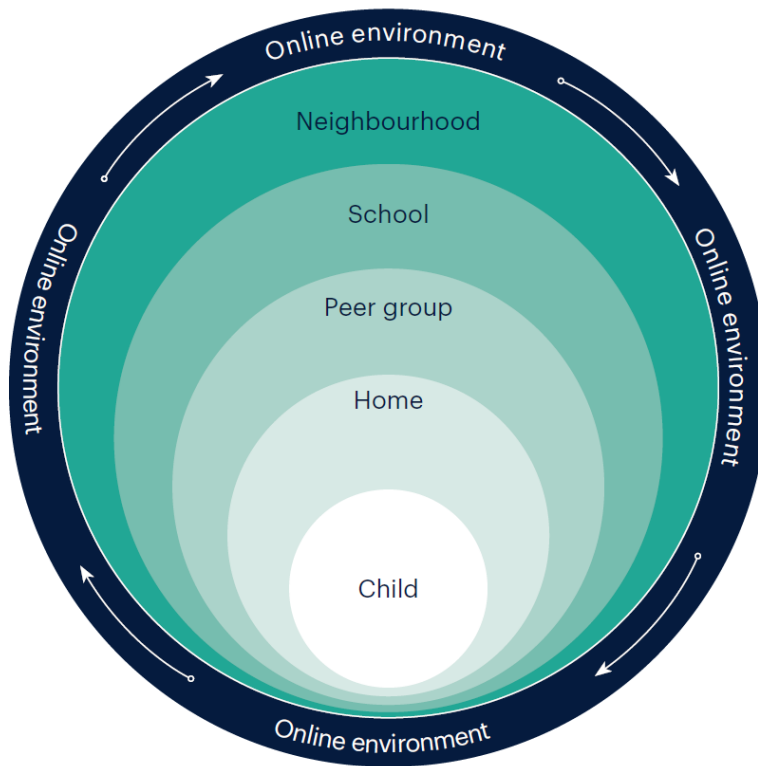 Online environment
Neighbourhood
School
Online environment
Online environment
Peer group
Home
Child
Online environment